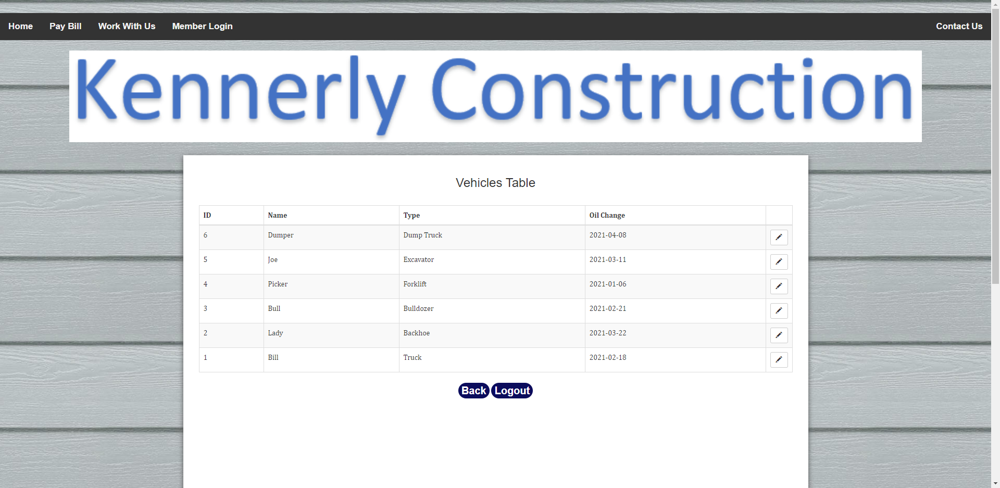 Home Pay Bill Work With Us Member Login Contact Us
Kennerly Construction
Vehicles Table
ID Name Type Oil Change
6 Dumper Dump Truck 2021-04-08
5 Joe Excavator 2021-03-11
4 Picker Forklift 2021-01-06
3 Bull Bulldozer 2021-02-21
2 Lady Backhoe 2021-03-22
1 Bill Truck 2021-02-18
Back Logout